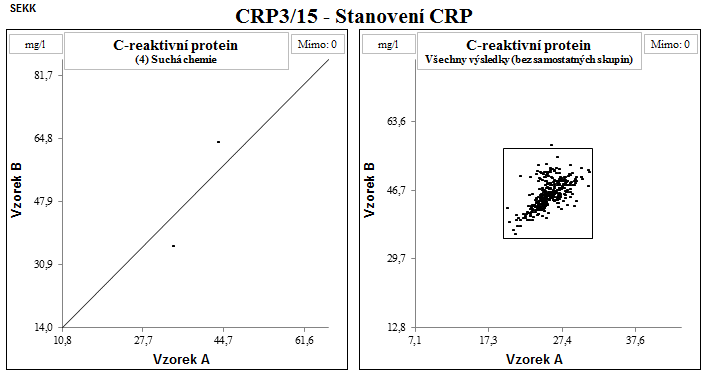 SEKK
CRP3/15 - Stanovení CRP
mg/l
C-reaktivní protein
(4) Suchá chemie
Mimo: 0
81,7
64,8
47,9
30,9
14,0
Vzorek B
10,8 27,7 44,7 61,6
Vzorek A
mg/l
C-reaktivní protein
Všechny výsledky (bez samostatných skupin)
Mimo: 0
63,6
46,7
29,7
12,8
Vzorek B
7,1 17,3 27,4 37,6
Vzorek A